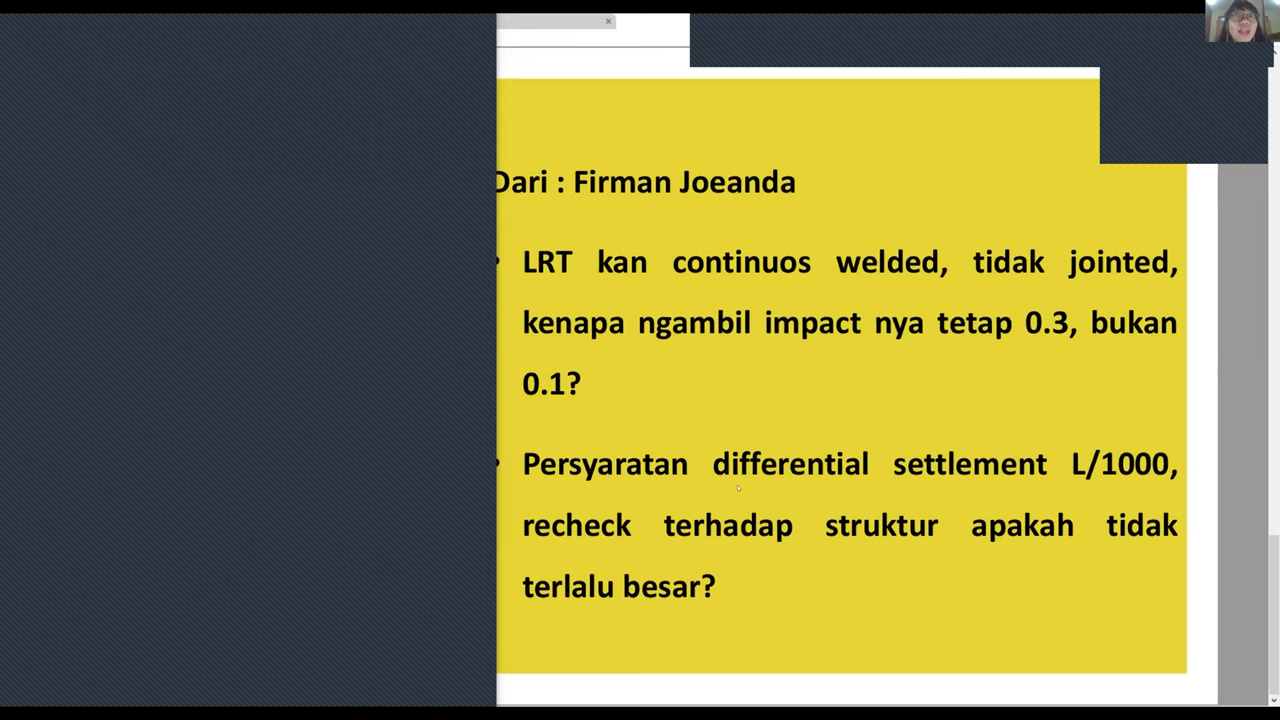 Dari : Firman Joeanda
• LRT kan continuos welded, tidak jointed,
kenapa ngambil impact nya tetap 0.3, bukan
0.1?
• Persyaratan differential settlement L/1000,
recheck terhadap struktur apakah tidak
terlalu besar?